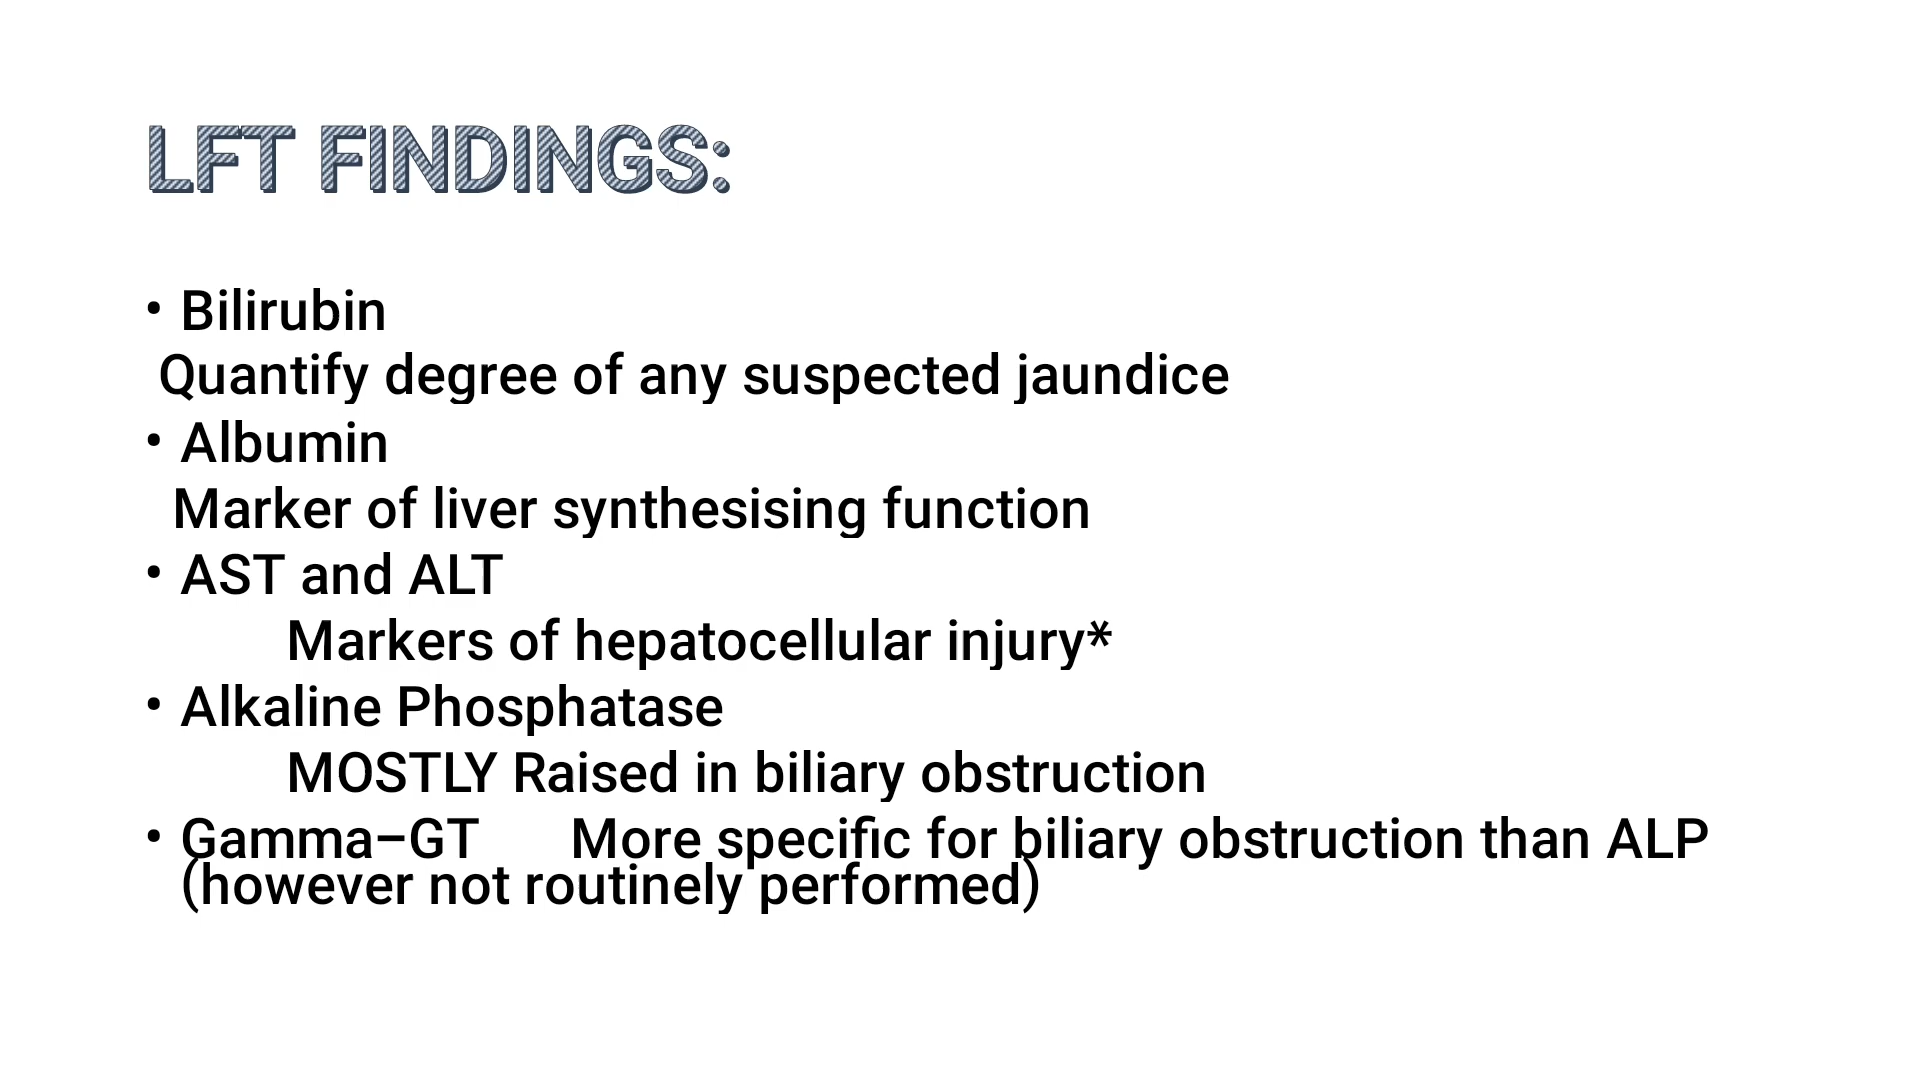 LFT FINDINGS:
• Bilirubin
Quantify degree of any suspected jaundice
• Albumin
Marker of liver synthesising function
• AST and ALT
Markers of hepatocellular injury*
• Alkaline Phosphatase
MOSTLY Raised in biliary obstruction
• Gamma–GT More specific for biliary obstruction than ALP
(however not routinely performed)